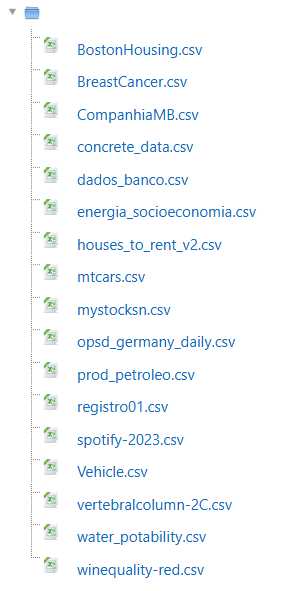 BostonHousing.csv
BreastCancer.csv
CompanhiaMB.csv
concrete_data.csv
dados_banco.csv
energia_socioeconomia.csv
houses_to_rent_v2.csv
mtcars.csv
mystocksn.csv
opsd_germany_daily.csv
prod_petroleo.csv
registro01.csv
spotify-2023.csv
Vehicle.csv
vertebralcolumn-2C.csv
water_potability.csv
winequality-red.csv